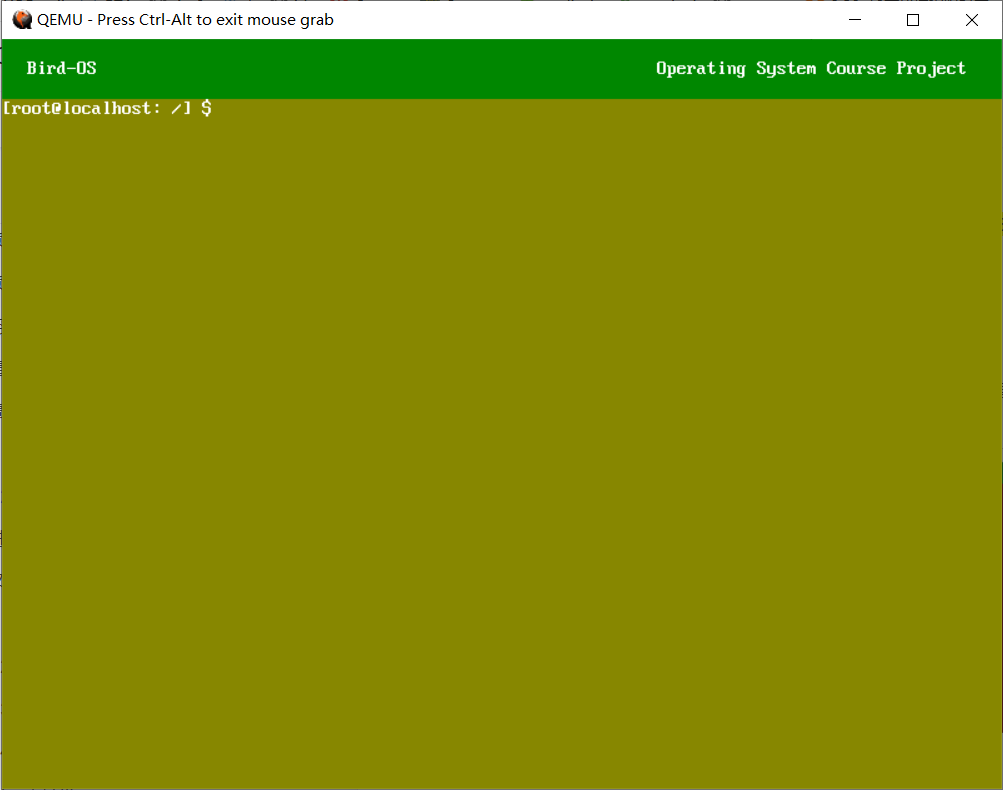 QEMU - Press Ctrl-Alt to exit mouse grab
Bird-OS Operating System Course Project
[root@localhost: /] $